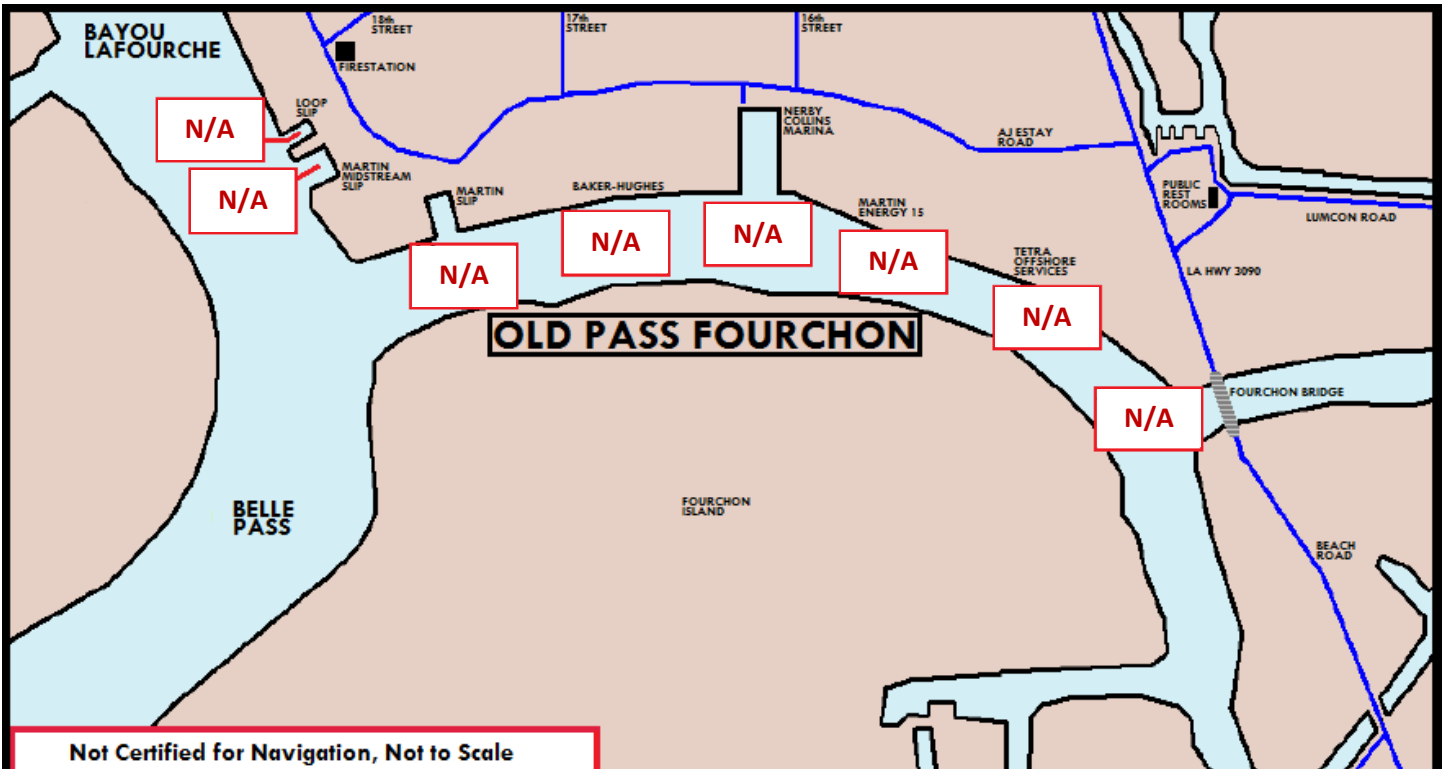 BAYOU
LAFOURCHE
18th
STREET
17th
STREET
16th
STREET
FIRESTATION
LOOP
SLIP
N/A
NERBY
COLLINS
MARINA
AJ ESTAY
ROAD
MARTIN
MIDSTREAM
SLIP
N/A
MARTIN
SLIP
BAKER-HUGHES
MARTIN
ENERGY 15
PUBLIC
REST
ROOMS
LUMCON ROAD
N/A
N/A
N/A
N/A
TETRA
OFFSHORE
SERVICES
LA HWY 3090
N/A
OLD PASS FOURCHON
N/A
FOURCHON BRIDGE
BELLE
PASS
FOURCHON
ISLAND
BEACH
ROAD
Not Certified for Navigation, Not to Scale